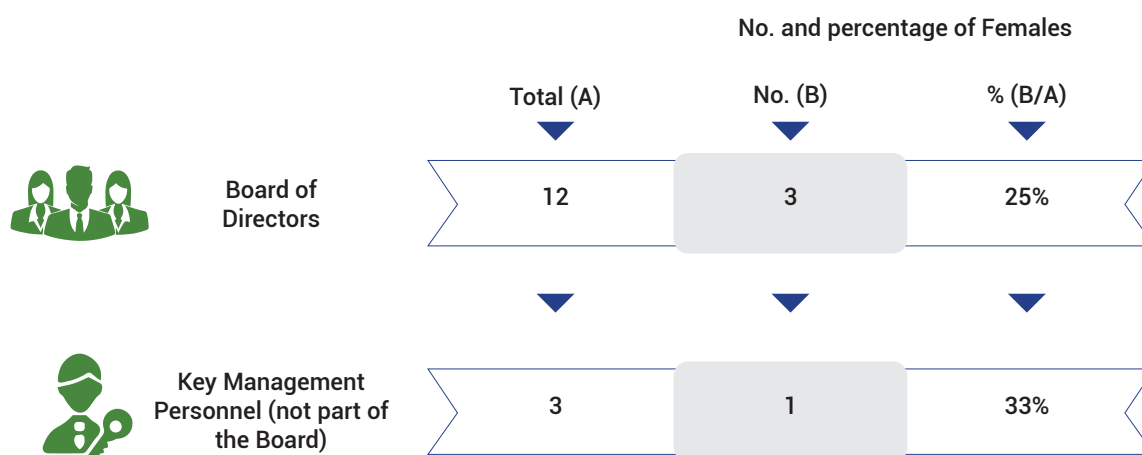 No. and percentage of Females
Total (A) No. (B) % (B/A)
Board of
Directors
12 3 25%
Key Management
Personnel (not part of
the Board)
3 1 33%